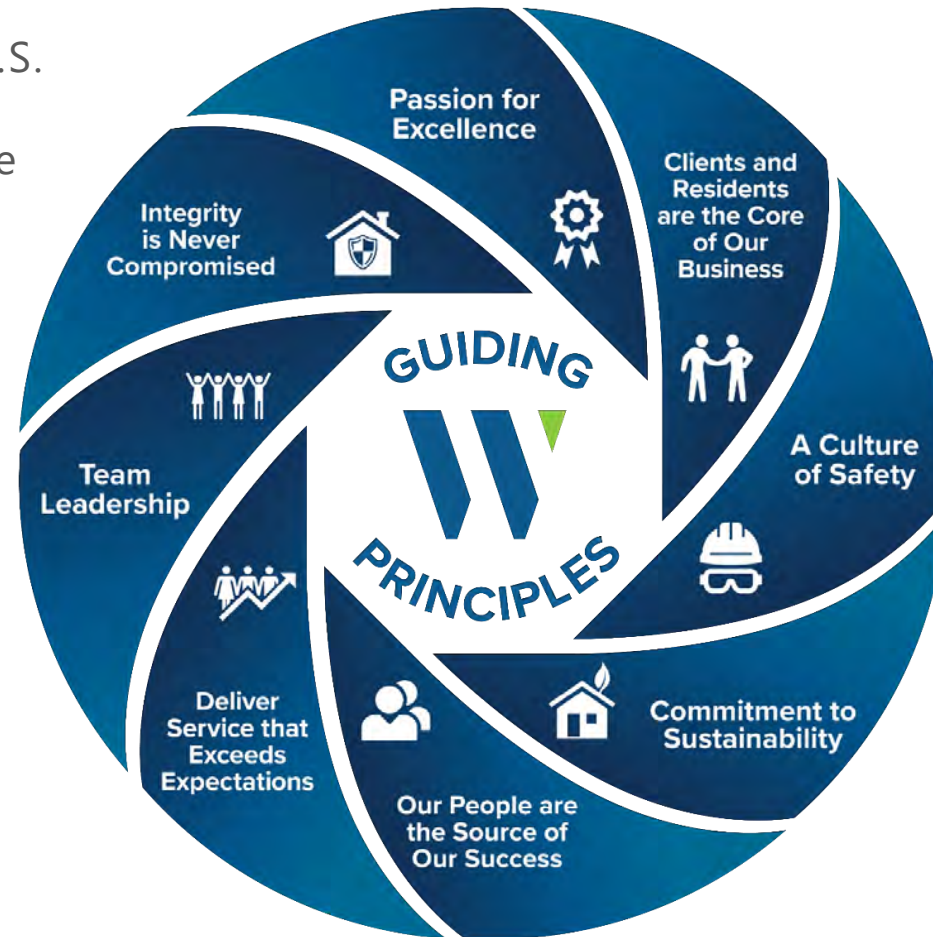 .S.
e
Passion for
Excellence
Clients and
Residents
are the Core
of Our
Business
A Culture
of Safety
Commitment to
Sustainability
Our People are
the Source of
Our Success
Deliver
Service that
Exceeds
Expectations
Team
Leadership
Integrity
is Never
Compromised
GUIDING
W
PRINCIPLES